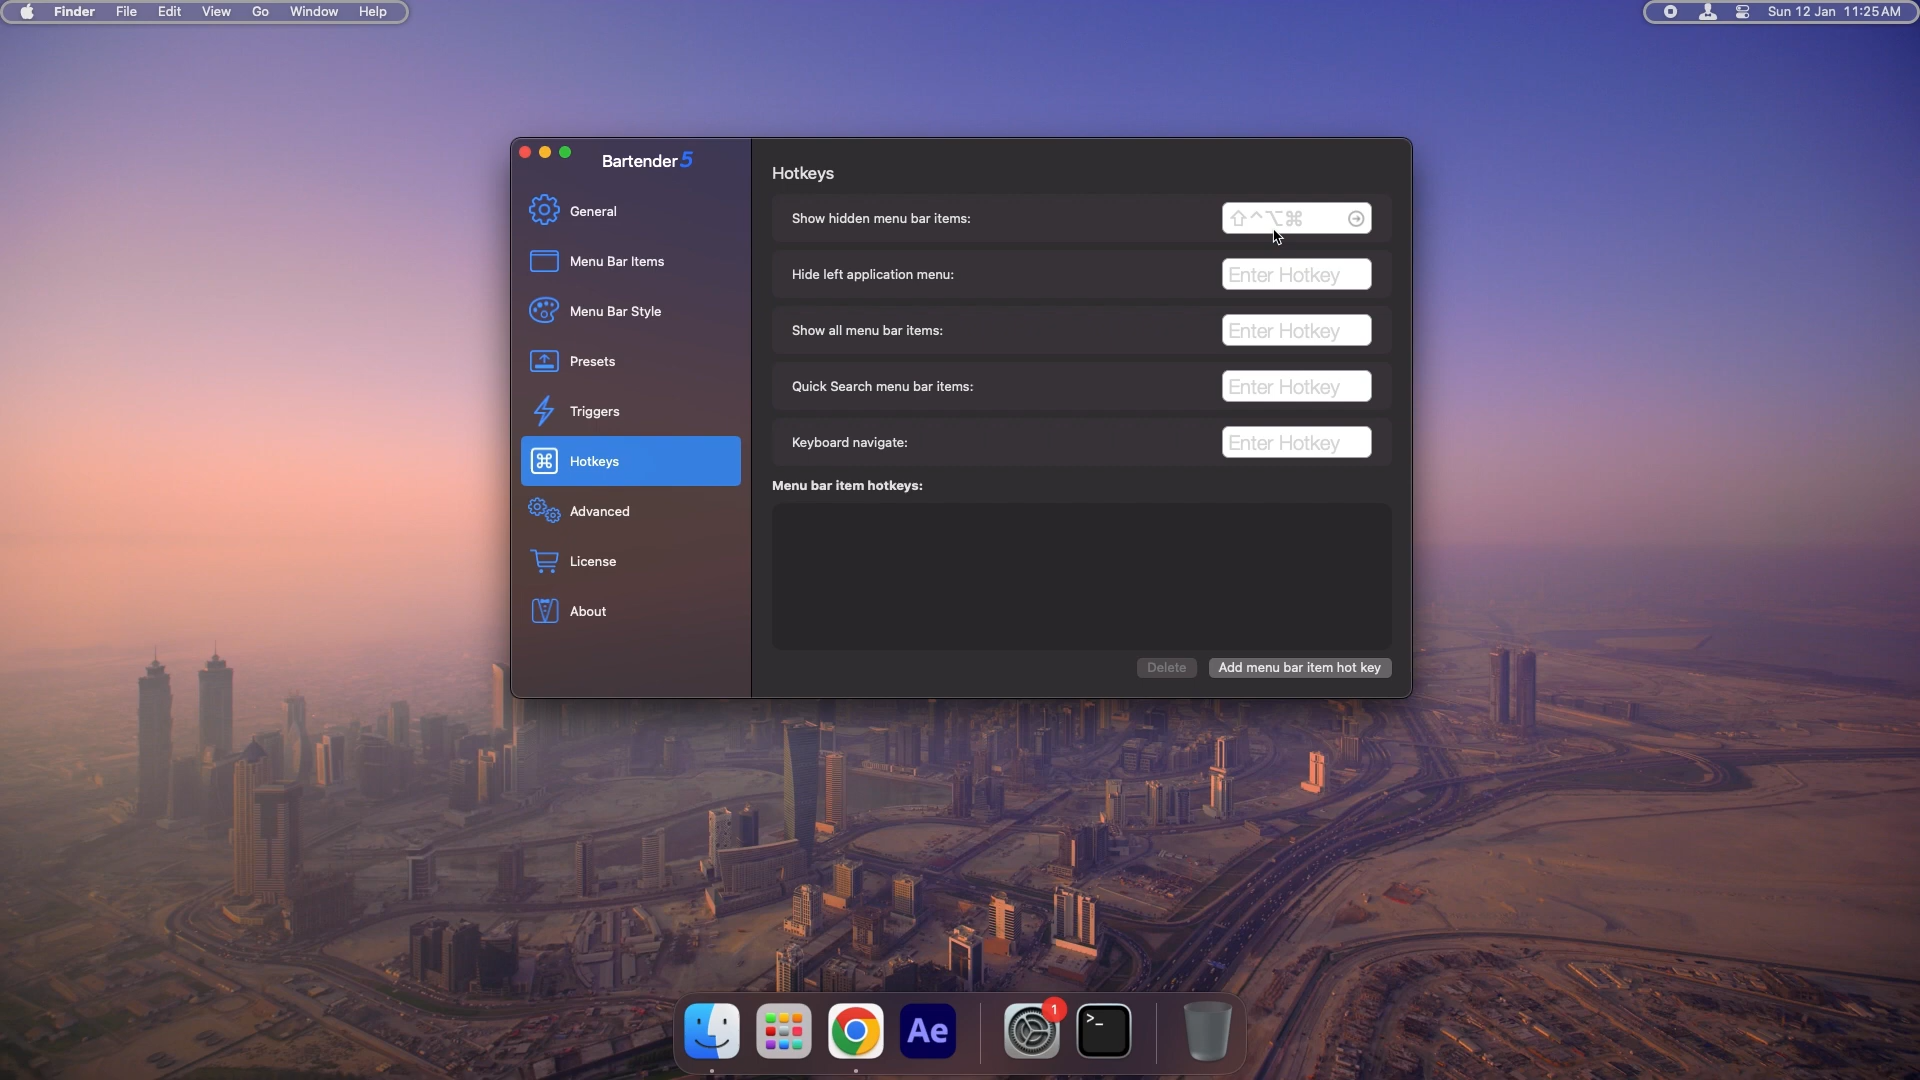 Finder File Edit View Go Window Help
Sun 12 Jan 11:25 AM
Bartender 5
General
Menu Bar Items
Menu Bar Style
Presets
Triggers
Hotkeys
Advanced
License
About
Hotkeys
Show hidden menu bar items: ⇧^⌥⌘
Hide left application menu: Enter Hotkey
Show all menu bar items: Enter Hotkey
Quick Search menu bar items: Enter Hotkey
Keyboard navigate: Enter Hotkey
Menu bar item hotkeys:
Delete Add menu bar item hot key
Ae
1
>_